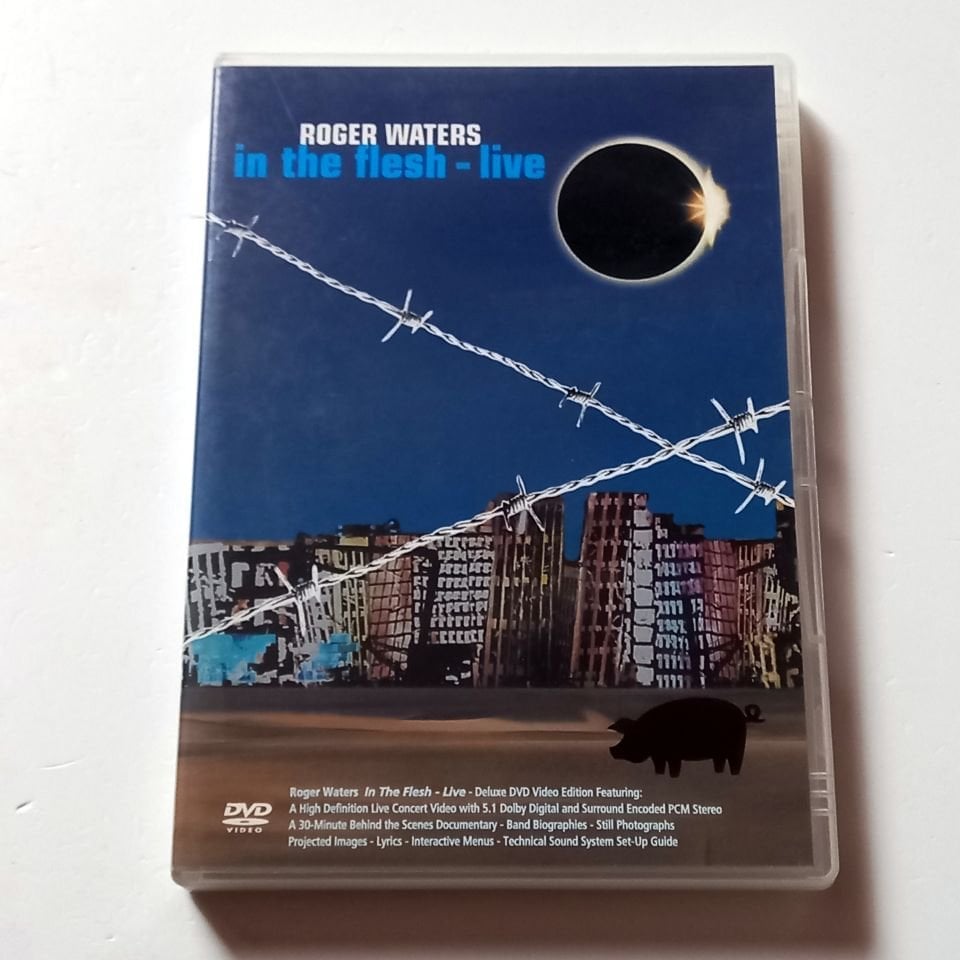 ROGER WATERS
in the flesh - live
Roger Waters In The Flesh - Live - Deluxe DVD Video Edition Featuring:
A High Definition Live Concert Video with 5.1 Dolby Digital and Surround Encoded PCM Stereo
A 30-Minute Behind the Scenes Documentary - Band Biographies - Still Photographs
Projected Images - Lyrics - Interactive Menus - Technical Sound System Set-Up Guide
DVD
VIDEO